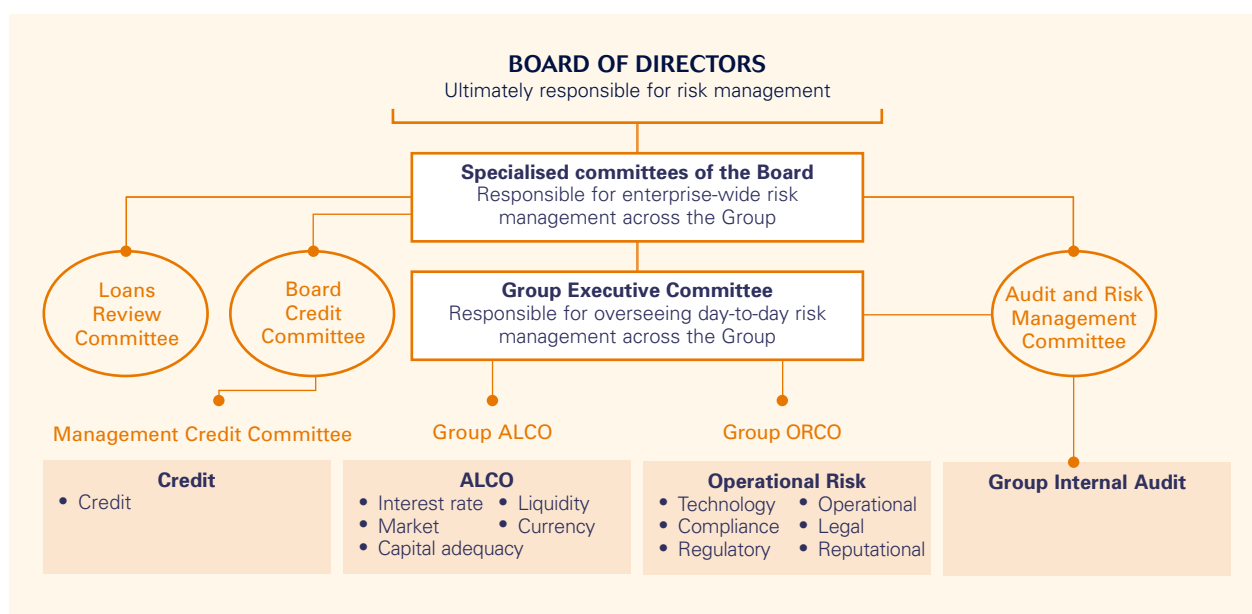 BOARD OF DIRECTORS
Ultimately responsible for risk management
Specialised committees of the Board
Responsible for enterprise-wide risk
management across the Group
Loans
Review
Committee
Board
Credit
Committee
Group Executive Committee
Responsible for overseeing day-to-day risk
management across the Group
Audit and Risk
Management
Committee
Management Credit Committee
Group ALCO
Group ORCO
Credit
• Credit
ALCO
• Interest rate • Liquidity
• Market • Currency
• Capital adequacy
Operational Risk
• Technology • Operational
• Compliance • Legal
• Regulatory • Reputational
Group Internal Audit